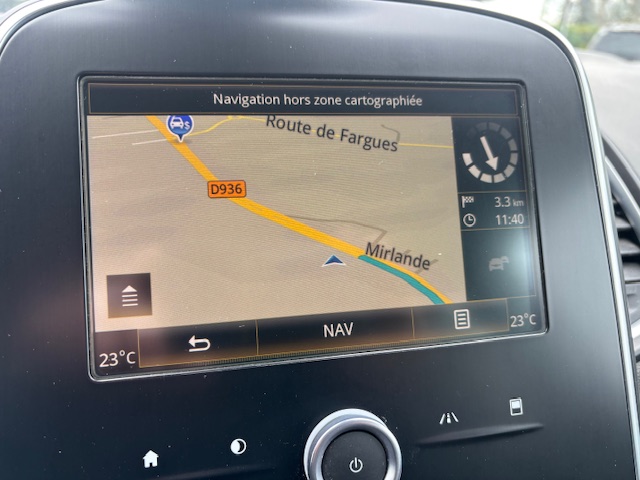 Navigation hors zone cartographiée
Route de Fargues
D936
3.3 km
11:40
Mirlande
NAV
23°C
23°C